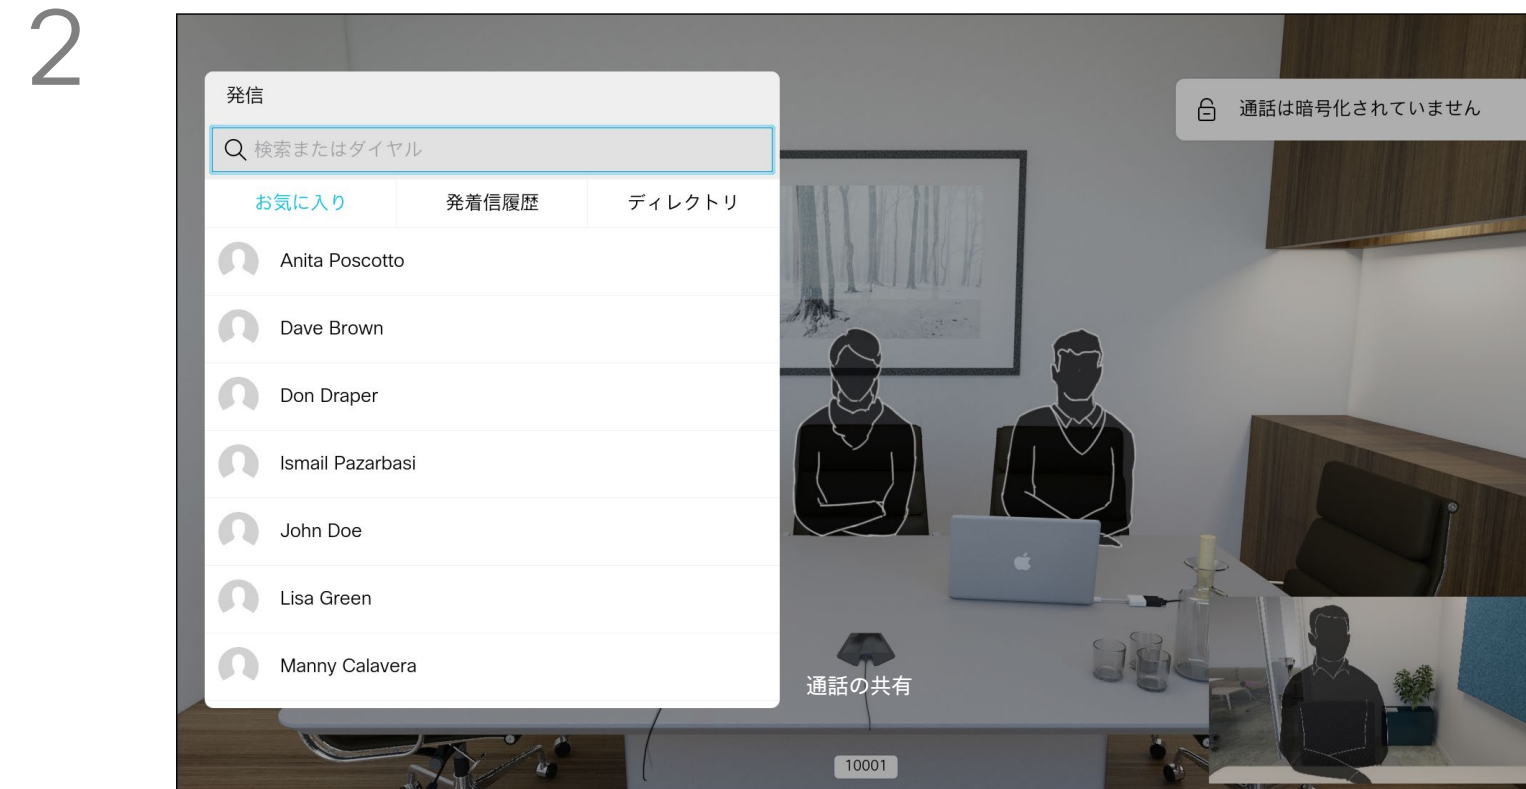 2
発信
通話は暗号化されていません
検索またはダイヤル
お気に入り 発着信履歴 ディレクトリ
Anita Poscotto
Dave Brown
Don Draper
Ismail Pazarbasi
John Doe
Lisa Green
Manny Calavera
通話の共有
10001